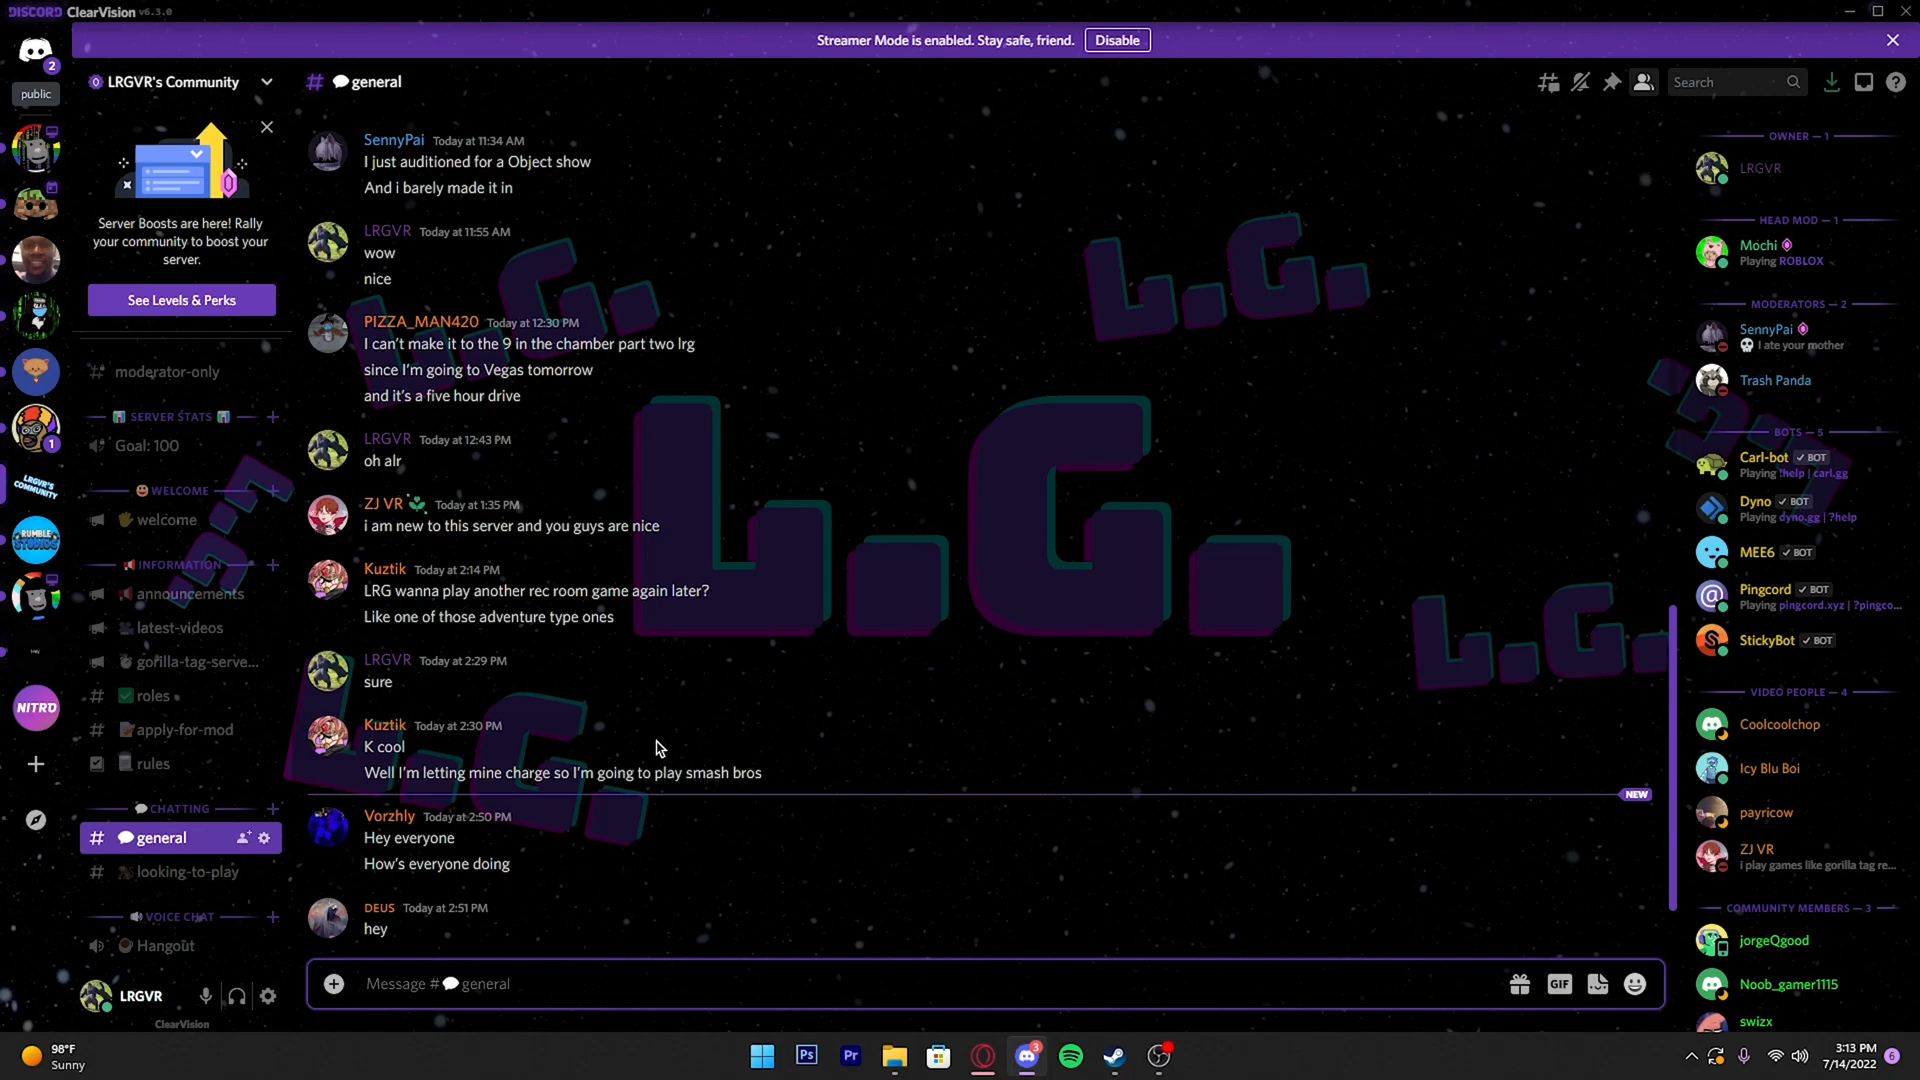 DISCORD ClearVision v6.3.0
Streamer Mode is enabled. Stay safe, friend. Disable
2
public
LRGVR's Community
general
Search
Server Boosts are here! Rally
your community to boost your
server.
See Levels & Perks
moderator-only
SERVER STATS
Goal: 100
WELCOME
welcome
INFORMATION
announcements
latest-videos
gorilla-tag-serve...
roles
apply-for-mod
rules
CHATTING
general
looking-to-play
VOICE CHAT
Hangout
LRGVR
ClearVision
1
LRGVR'S
COMMUNITY
RUMBLE
STUDIOS
NITRO
SennyPai Today at 11:34 AM
I just auditioned for a Object show
And i barely made it in
LRGVR Today at 11:55 AM
wow
nice
PIZZA_MAN420 Today at 12:30 PM
I can't make it to the 9 in the chamber part two lrg
since I'm going to Vegas tomorrow
and it's a five hour drive
LRGVR Today at 12:43 PM
oh alr
ZJ VR Today at 1:35 PM
i am new to this server and you guys are nice
Kuztik Today at 2:14 PM
LRG wanna play another rec room game again later?
Like one of those adventure type ones
LRGVR Today at 2:29 PM
sure
Kuztik Today at 2:30 PM
K cool
Well I'm letting mine charge so I'm going to play smash bros
NEW
Vorzhly Today at 2:50 PM
Hey everyone
How's everyone doing
DEUS Today at 2:51 PM
hey
Message # general
GIF
L.G.
L.G.
L.G.
L.G.
L.G.
L.G.
L.G.
OWNER — 1
LRGVR
HEAD MOD — 1
Mochi
Playing ROBLOX
MODERATORS — 2
SennyPai
I ate your mother
Trash Panda
BOTS — 5
Carl-bot ✓ BOT
Playing !help | carl.gg
Dyno ✓ BOT
Playing dyno.gg | ?help
MEE6 ✓ BOT
Pingcord ✓ BOT
Playing pingcord.xyz | ?pingco...
StickyBot ✓ BOT
VIDEO PEOPLE — 4
Coolcoolchop
Icy Blu Boi
payricow
ZJ VR
i play games like gorilla tag re...
COMMUNITY MEMBERS — 3
jorgeQgood
Noob_gamer1115
swizx
98°F
Sunny
Ps
Pr
3
3:13 PM
7/14/2022
6